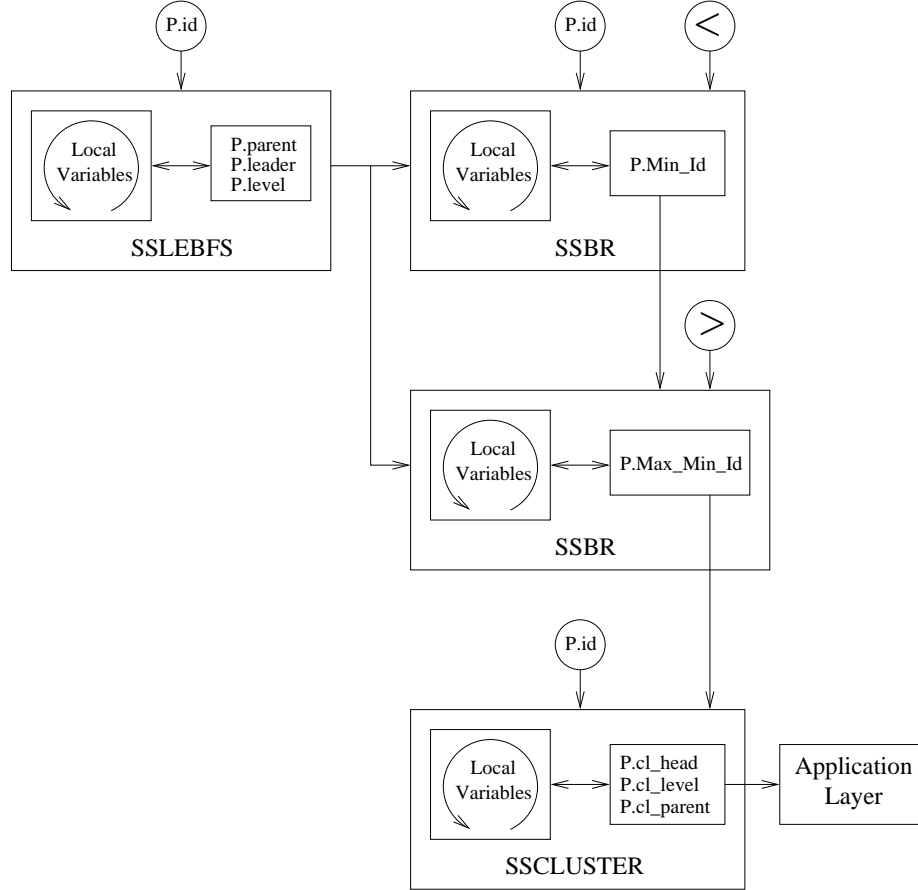 P.id
P.id
<
Local
Variables
P.parent
P.leader
P.level
SSLEBFS
Local
Variables
P.Min_Id
SSBR
>
Local
Variables
P.Max_Min_Id
SSBR
P.id
Local
Variables
P.cl_head
P.cl_level
P.cl_parent
SSCLUSTER
Application
Layer